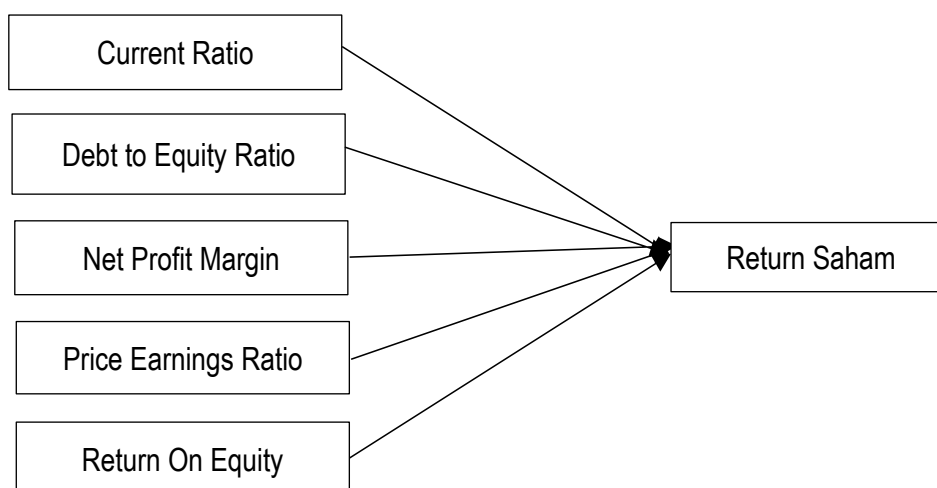 Current Ratio
Debt to Equity Ratio
Net Profit Margin
Return Saham
Price Earnings Ratio
Return On Equity